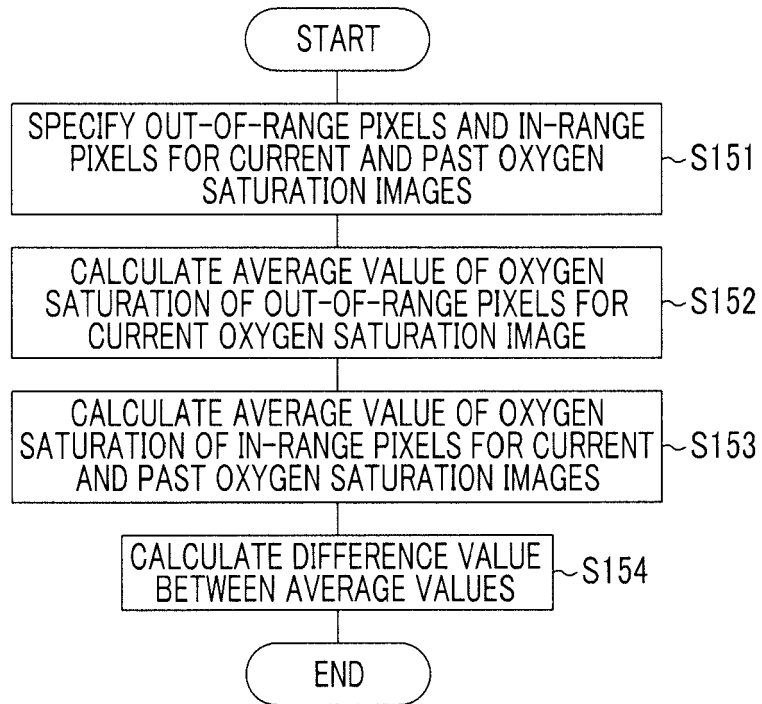 START
SPECIFY OUT-OF-RANGE PIXELS AND IN-RANGE
PIXELS FOR CURRENT AND PAST OXYGEN
SATURATION IMAGES
S151
CALCULATE AVERAGE VALUE OF OXYGEN
SATURATION OF OUT-OF-RANGE PIXELS FOR
CURRENT OXYGEN SATURATION IMAGE
S152
CALCULATE AVERAGE VALUE OF OXYGEN
SATURATION OF IN-RANGE PIXELS FOR CURRENT
AND PAST OXYGEN SATURATION IMAGES
S153
CALCULATE DIFFERENCE VALUE
BETWEEN AVERAGE VALUES
S154
END